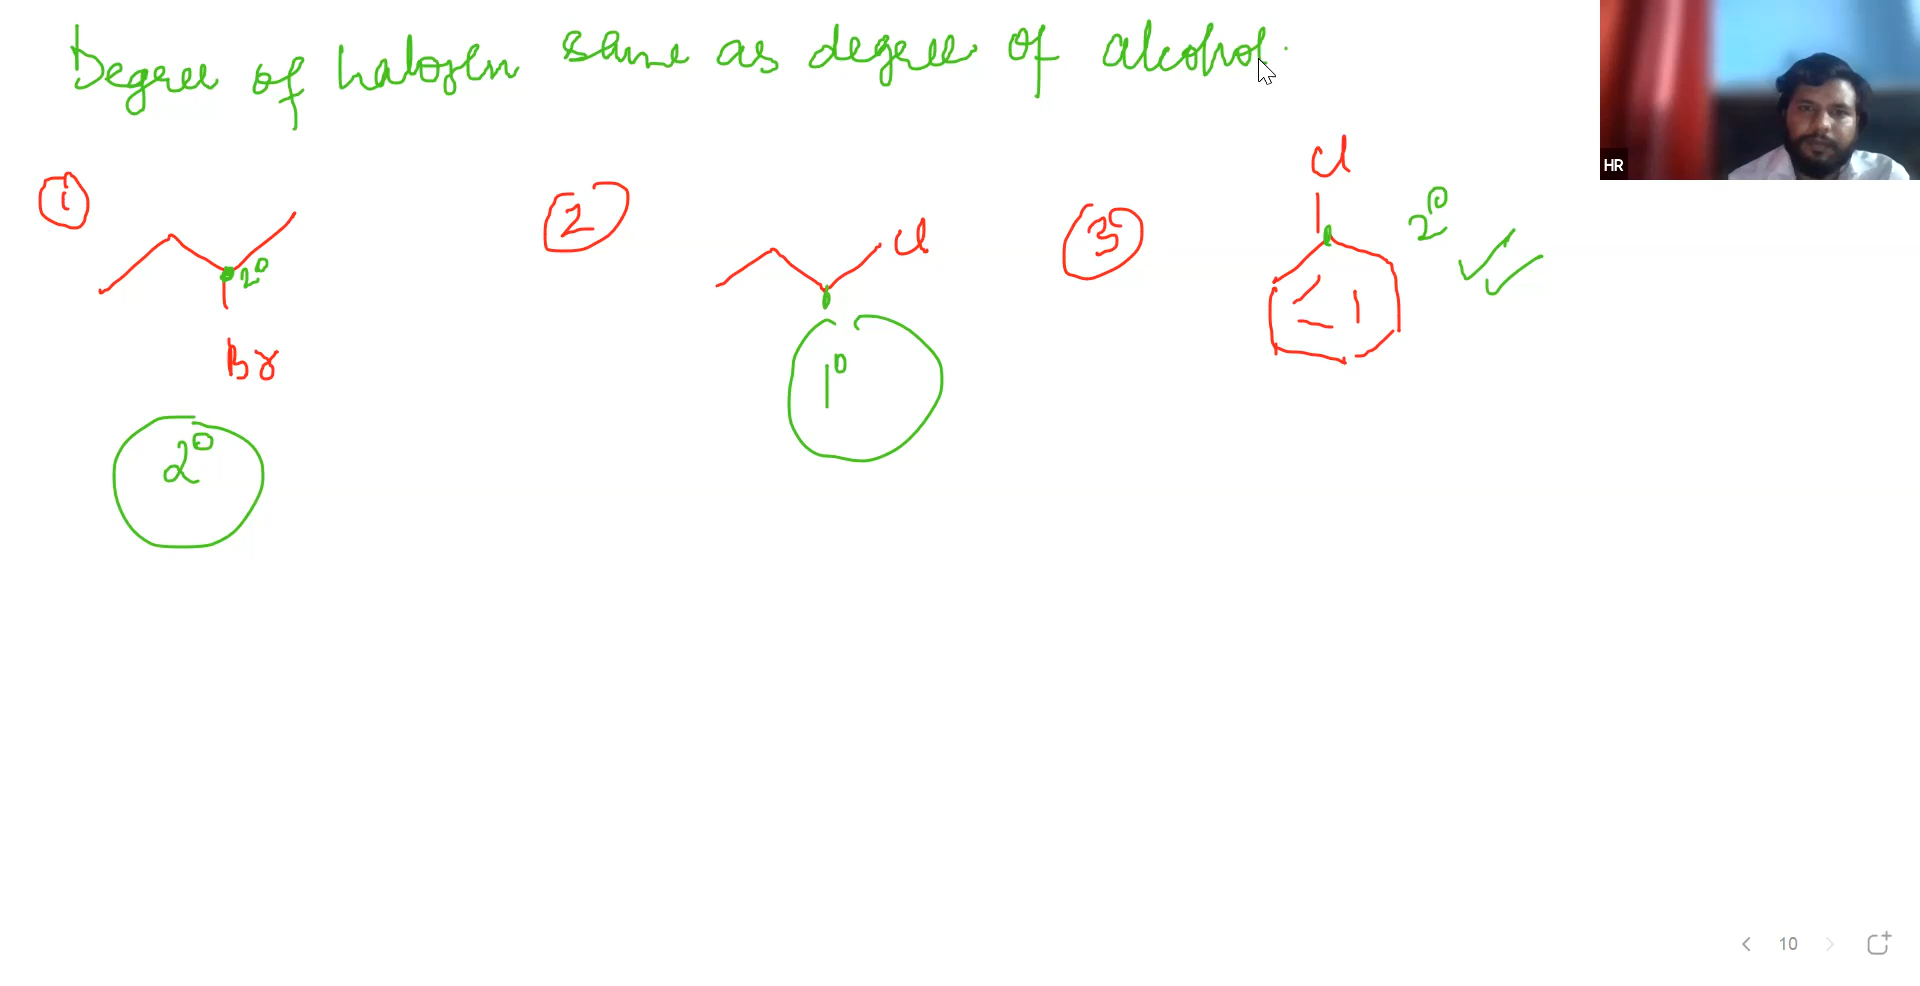 Degree of halogen same as degree of alcohol.
HR
1
2
3
Cl
2°
Cl
2°
Br
1°
2°
10